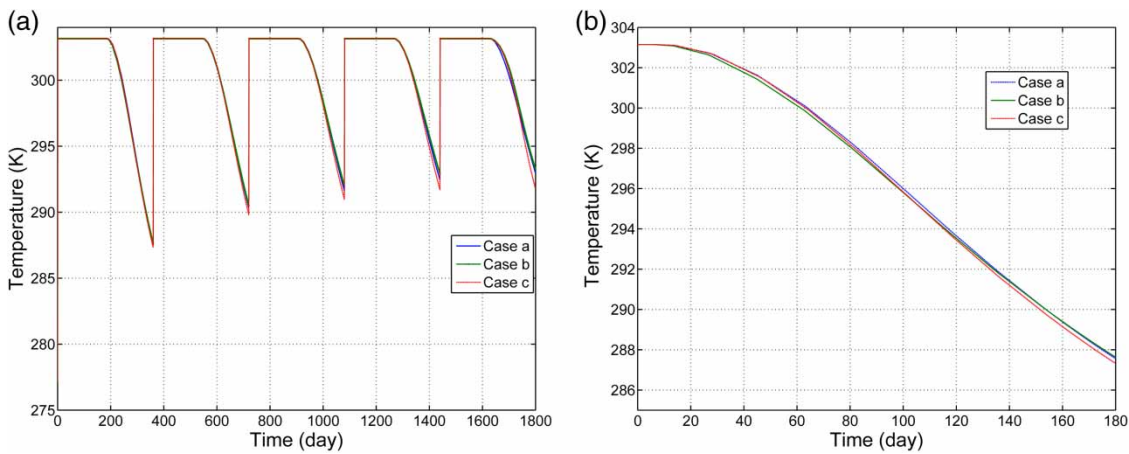 (a)
Temperature (K)
300
295
290
285
280
275
0 200 400 600 800 1000 1200 1400 1600 1800
Time (day)
Case a
Case b
Case c
(b)
Temperature (K)
304
302
300
298
296
294
292
290
288
286
0 20 40 60 80 100 120 140 160 180
Time (day)
Case a
Case b
Case c